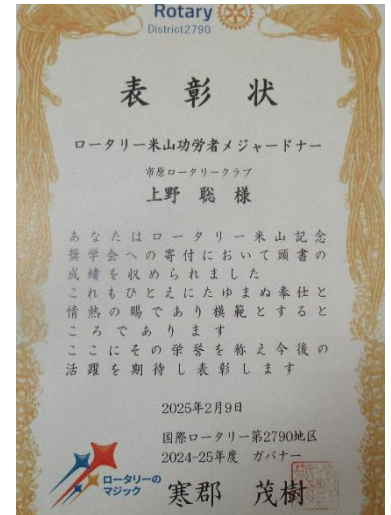 Rotary
District2790
表彰状
ロータリー米山功労者メジャードナー
市原ロータリークラブ
上野 聡 様
あなたはロータリー米山記念
奨学会への寄付において頭書の
成績を収められました
これもひとえにたゆまぬ奉仕と
情熱の賜であり模範とすると
ころであります
ここにその栄誉を称え今後の
活躍を期待し表彰します
2025年2月9日
国際ロータリー第2790地区
2024-25年度 ガバナー
寒郡 茂樹
ロータリーの
マジック